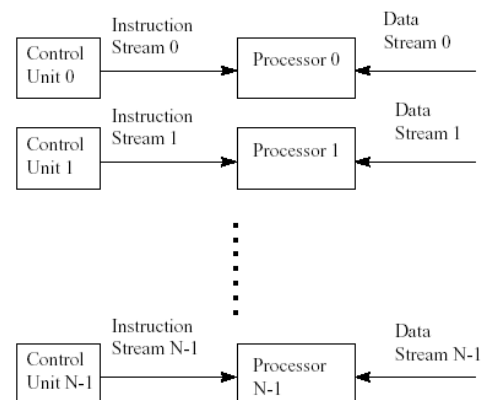 Control
Unit 0
Instruction
Stream 0
Processor 0
Data
Stream 0
Control
Unit 1
Instruction
Stream 1
Processor 1
Data
Stream 1
Control
Unit N-1
Instruction
Stream N-1
Processor
N-1
Data
Stream N-1